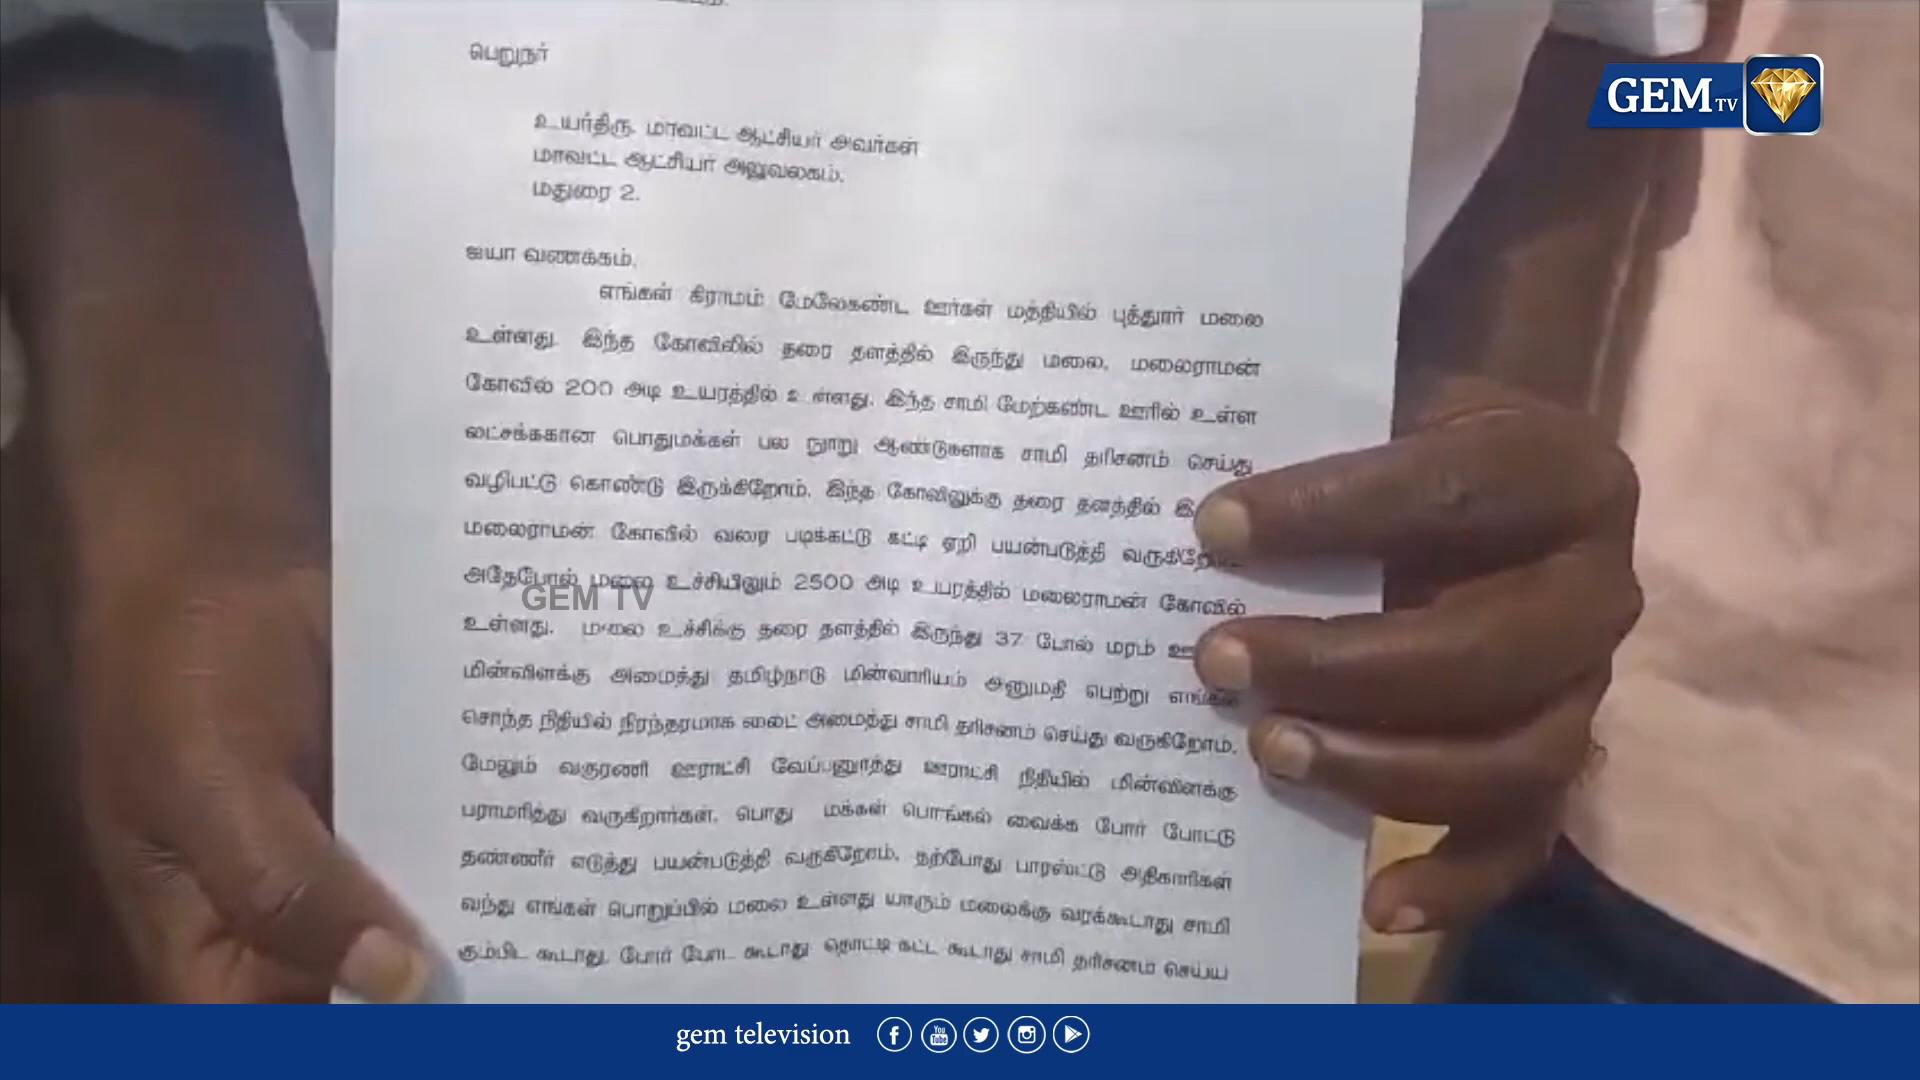 பெறுநர்
GEM TV
உயர்திரு. மாவட்ட ஆட்சியர் அவர்கள்
மாவட்ட ஆட்சியர் அலுவலகம்.
மதுரை 2.
ஐயா வணக்கம்.
எங்கள் கிராமம் மேலேகண்ட ஊர்கள் மத்தியில் புத்தூர் மலை
உள்ளது. இந்த கோவிலில் தரை தளத்தில் இருந்து மலை. மலைராமன்
கோவில் 200 அடி உயரத்தில் உள்ளது. இந்த சாமி மேற்கண்ட ஊரில் உள்ள
லட்சக்ககான பொதுமக்கள் பல நூறு ஆண்டுகளாக சாமி தரிசனம் செய்து
வழிபட்டு கொண்டு இருக்கிறோம். இந்த கோவிலுக்கு தரை தளத்தில்
மலைராமன் கோவில் வரை படிக்கட்டு கட்டி ஏறி பயன்படுத்தி
அதேபோல் மலை உச்சியிலும் 2500 அடி உயரத்தில் மலைராமன் கோவில்
GEM TV
உள்ளது. மலை உச்சிக்கு தரை தளத்தில் இருந்து 37 போல் மரம்
மின்விளக்கு அமைத்து தமிழ்நாடு மின்வாரியம் அனுமதி பெற்று
சொந்த நிதியில் நிரந்தரமாக லைட் அமைத்து சாமி தரிசனம் செய்து வருகிறோம்.
மேலும் வகுரணி ஊராட்சி ஊராட்சி நிதியில் மின்விளக்கு
பராமரித்து வருகிறார்கள். பொது மக்கள் பொங்கல் வைக்க போர் போட்டு
தண்ணீர் எடுத்து பயன்படுத்தி வருகிறோம். தற்போது பாரஸ்ட்டு அதிகாரிகள்
வந்து எங்கள் பொறுப்பில் மலை உள்ளது யாரும் மலைக்கு வரக்கூடாது சாமி
கும்பிட கூடாது. போர் போட கூடாது தொட்டி கட்ட கூடாது சாமி தரிசனம் செய்ய
gem television